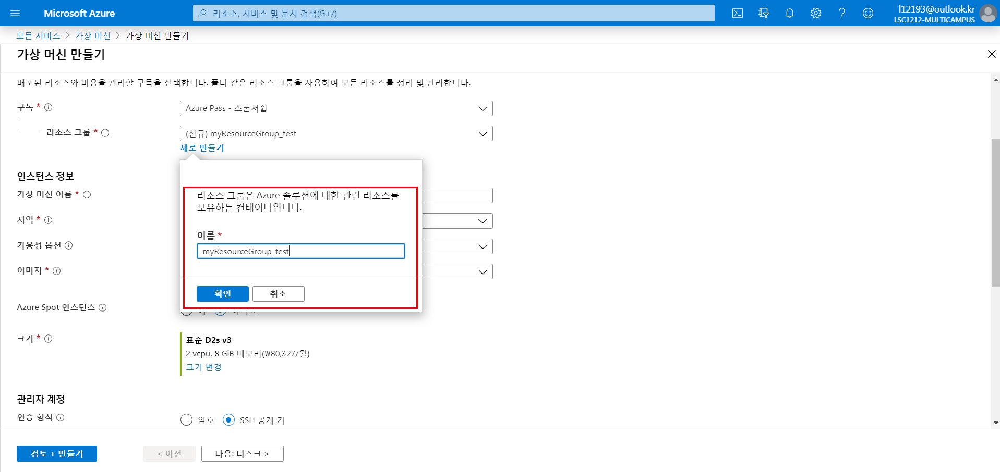 Microsoft Azure
리소스, 서비스 및 문서 검색(G+/)
l12193@outlook.kr
LSC1212-MULTICAMPUS
모든 서비스 > 가상 머신 > 가상 머신 만들기
가상 머신 만들기
배포된 리소스와 비용을 관리할 구독을 선택합니다. 폴더 같은 리소스 그룹을 사용하여 모든 리소스를 정리 및 관리합니다.
구독 *
Azure Pass - 스폰서쉽
리소스 그룹 *
(신규) myResourceGroup_test
새로 만들기
인스턴스 정보
가상 머신 이름 *
지역 *
가용성 옵션
이미지 *
리소스 그룹은 Azure 솔루션에 대한 관련 리소스를
보유하는 컨테이너입니다.
이름 *
myResourceGroup_test
확인
취소
Azure Spot 인스턴스
크기 *
표준 D2s v3
2 vcpu, 8 GiB 메모리(₩80,327/월)
크기 변경
관리자 계정
인증 형식
암호
SSH 공개 키
검토 + 만들기
< 이전
다음: 디스크 >